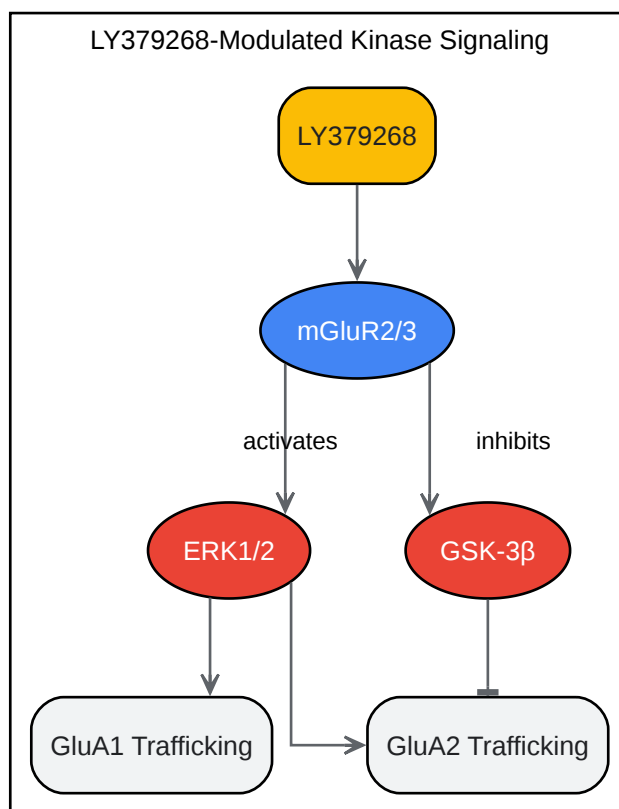 LY379268-Modulated Kinase Signaling
LY379268
mGluR2/3
activates
inhibits
ERK1/2
GSK-3β
GluA1 Trafficking
GluA2 Trafficking